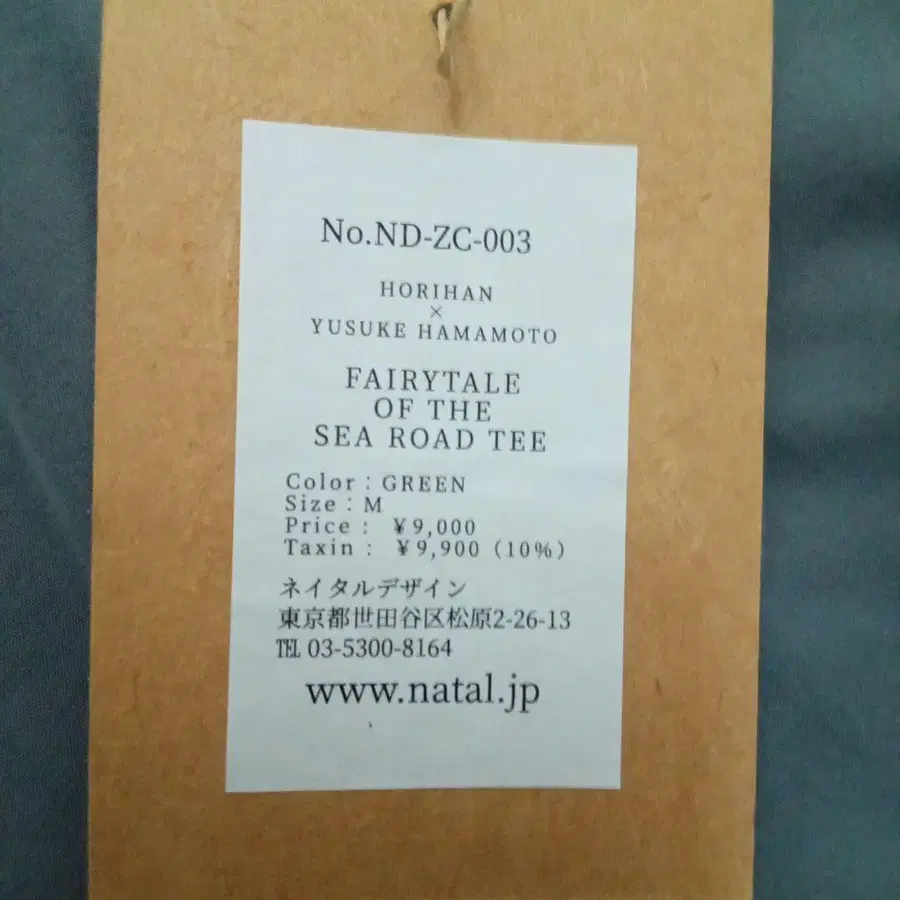 No.ND-ZC-003
HORIHAN
×
YUSUKE HAMAMOTO
FAIRYTALE
OF THE
SEA ROAD TEE
Color：GREEN
Size：M
Price： ¥9,000
Taxin： ¥9,900（10%）
ネイタルデザイン
東京都世田谷区松原2-26-13
℡ 03-5300-8164
www.natal.jp